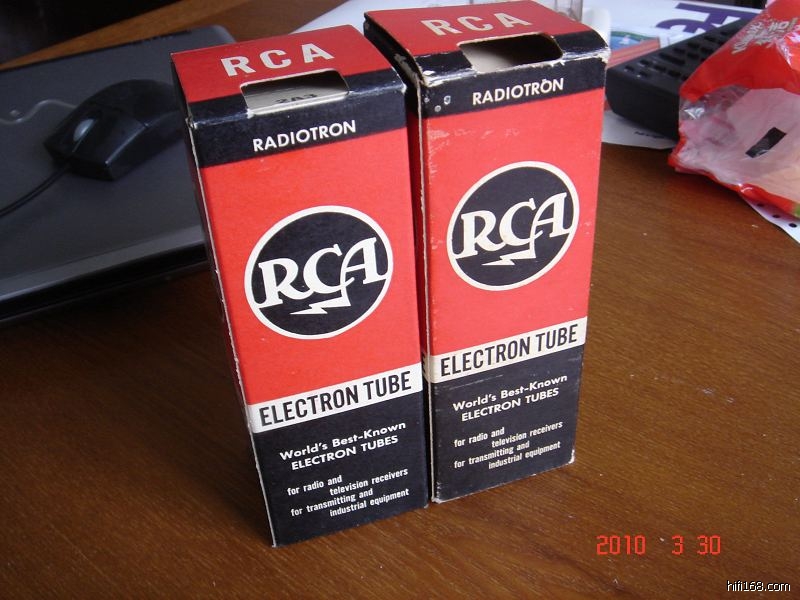 RCA
2A3
RADIOTRON
RCA
ELECTRON TUBE
World's Best-Known
ELECTRON TUBES
for radio and
television receivers
for transmitting and
industrial equipment
RCA
RADIOTRON
RCA
ELECTRON TUBE
World's Best-Known
ELECTRON TUBES
for radio and
television receivers
for transmitting and
industrial equipment
2010 3 30
hifi168.com